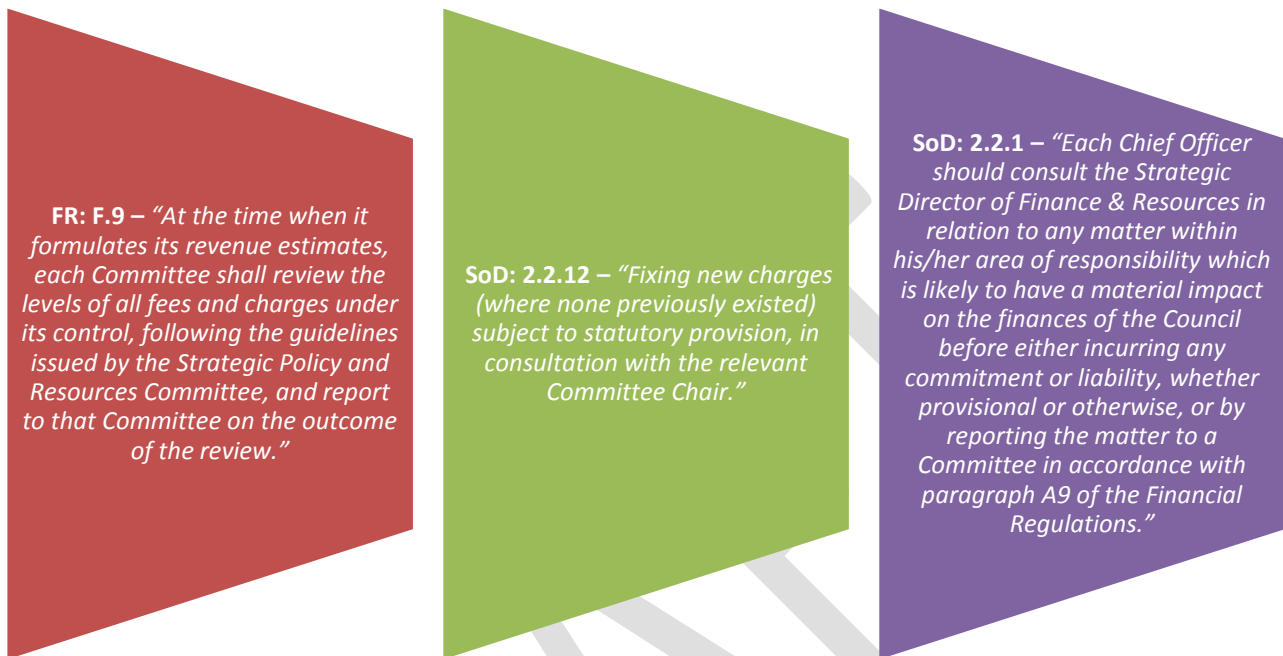 FR: F.9 – “At the time when it
formulates its revenue estimates,
each Committee shall review the
levels of all fees and charges under
its control, following the guidelines
issued by the Strategic Policy and
Resources Committee, and report
to that Committee on the outcome
of the review.”
SoD: 2.2.12 – “Fixing new charges
(where none previously existed)
subject to statutory provision, in
consultation with the relevant
Committee Chair.”
SoD: 2.2.1 – “Each Chief Officer
should consult the Strategic
Director of Finance & Resources in
relation to any matter within
his/her area of responsibility which
is likely to have a material impact
on the finances of the Council
before either incurring any
commitment or liability, whether
provisional or otherwise, or by
reporting the matter to a
Committee in accordance with
paragraph A9 of the Financial
Regulations.”